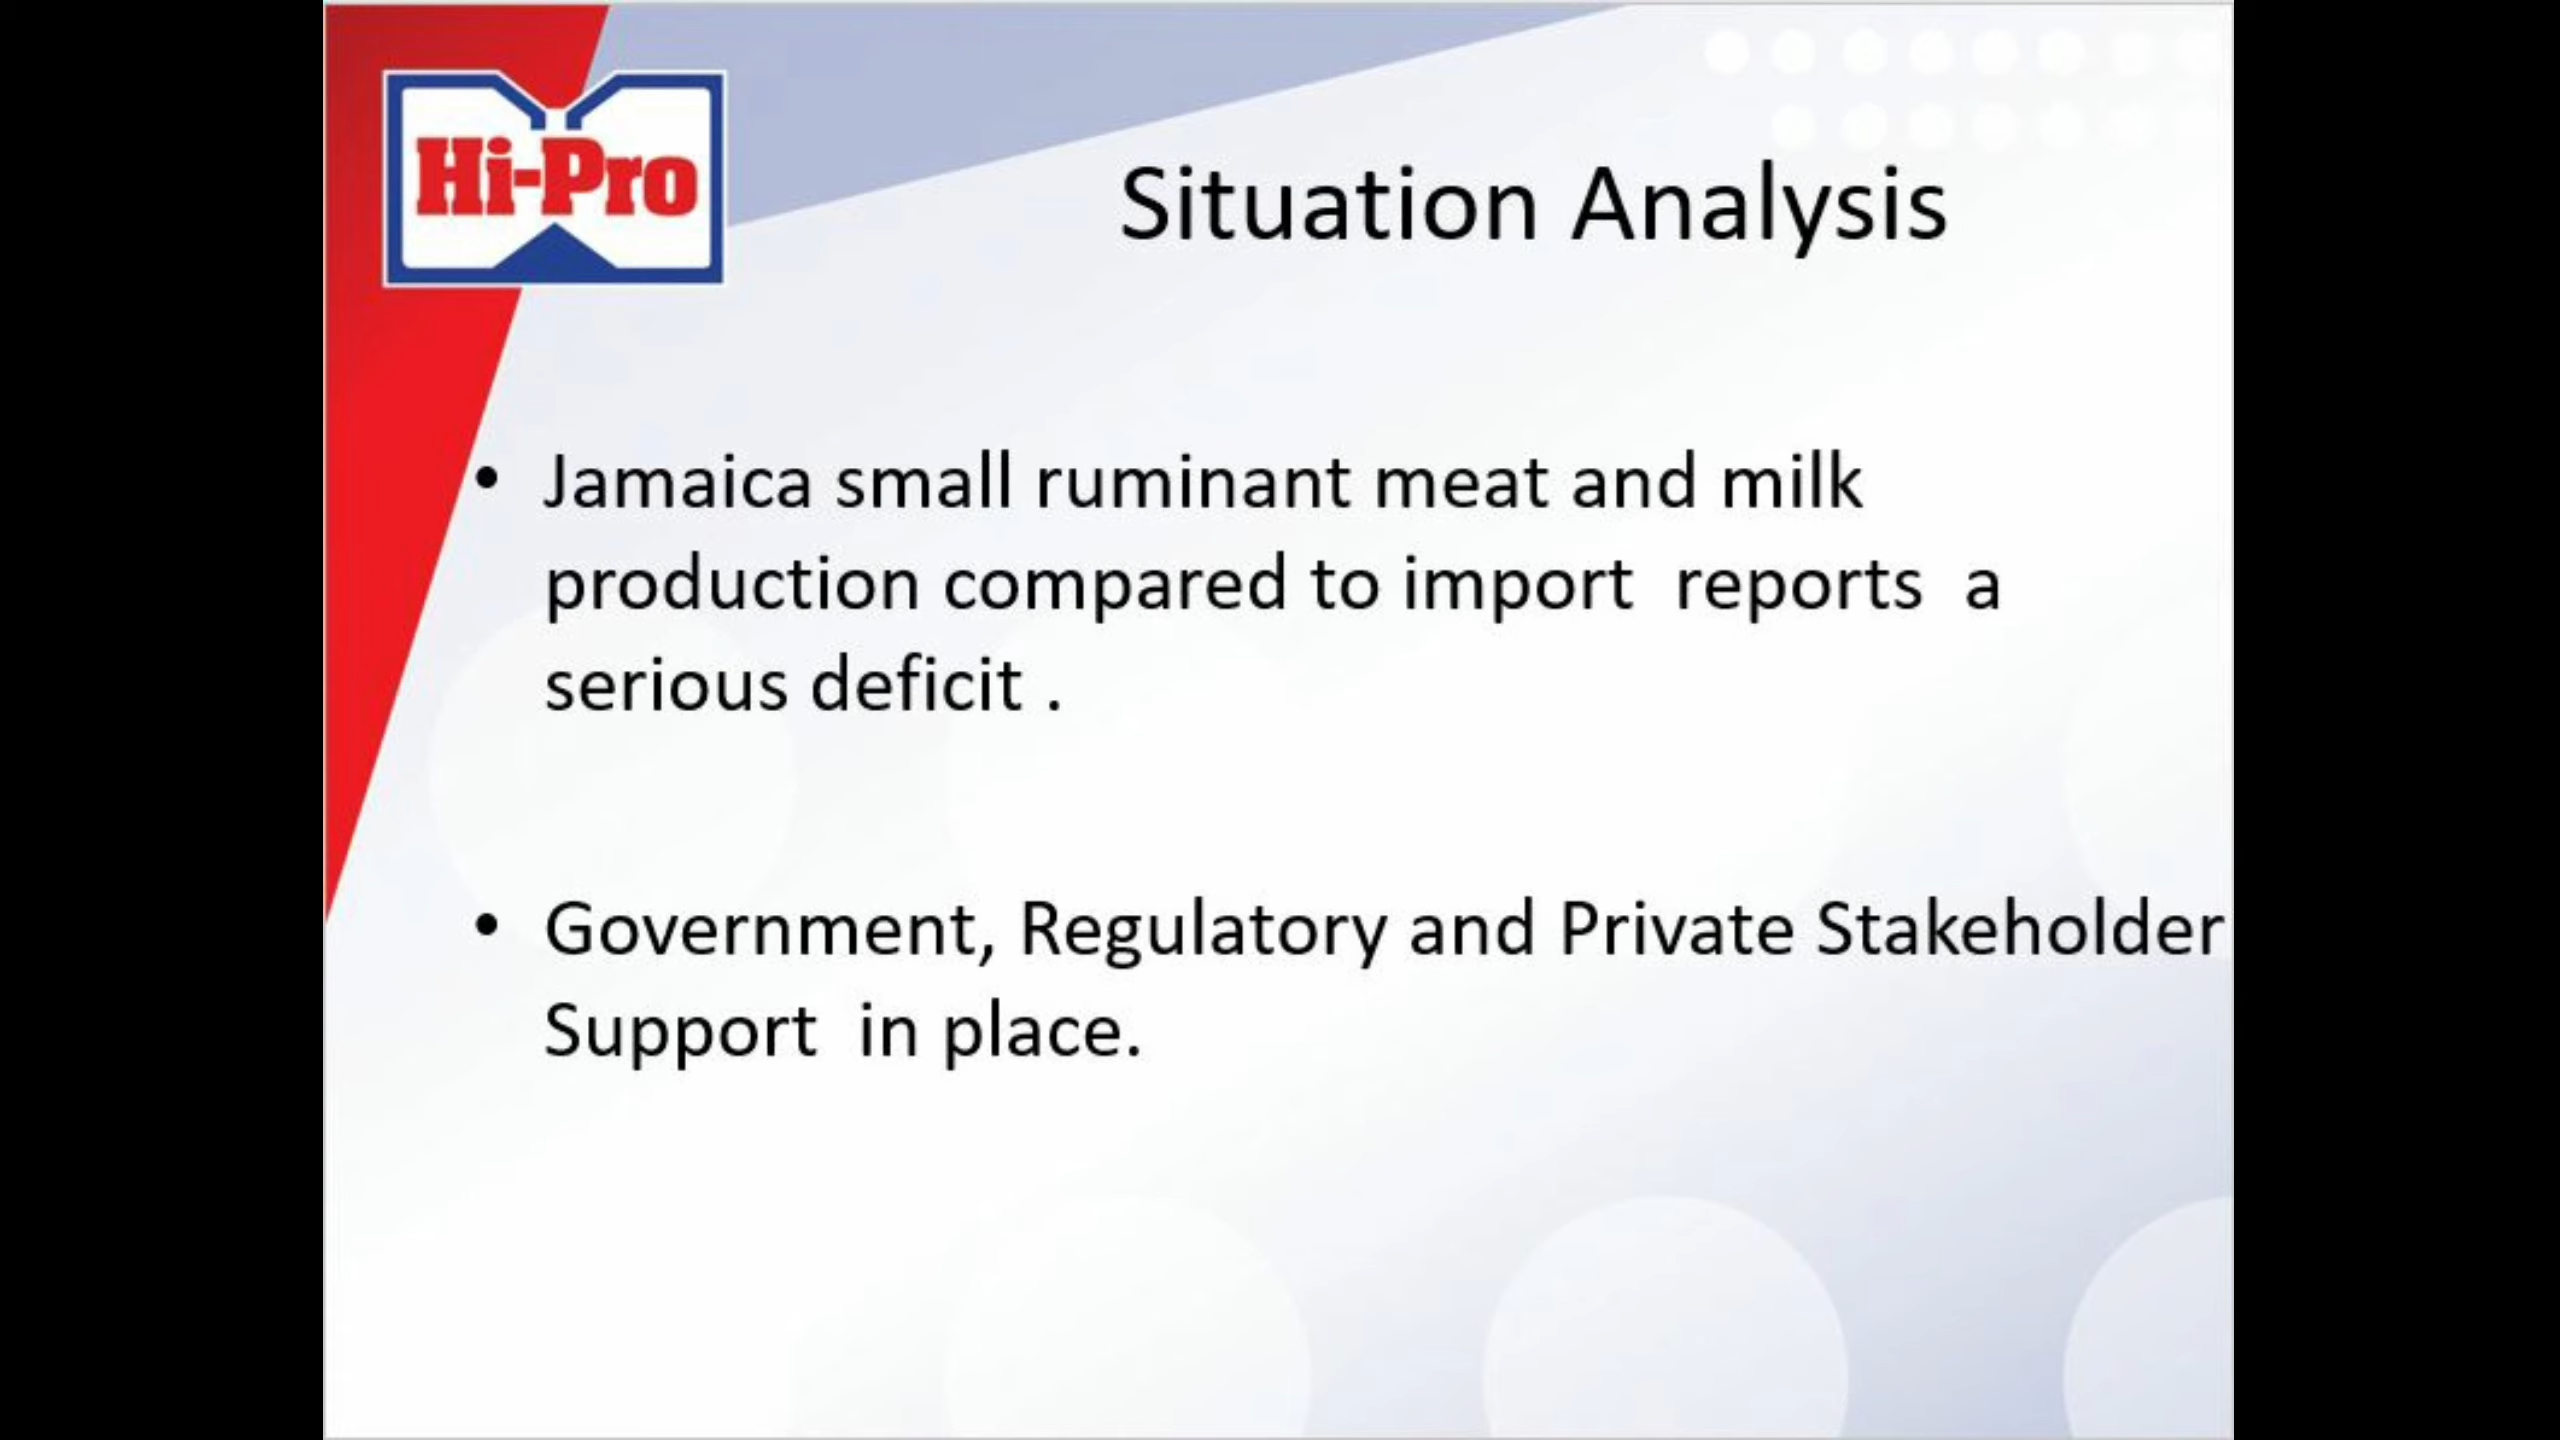 Hi-Pro
Situation Analysis
• Jamaica small ruminant meat and milk
production compared to import  reports  a
serious deficit .
• Government, Regulatory and Private Stakeholder
Support  in place.